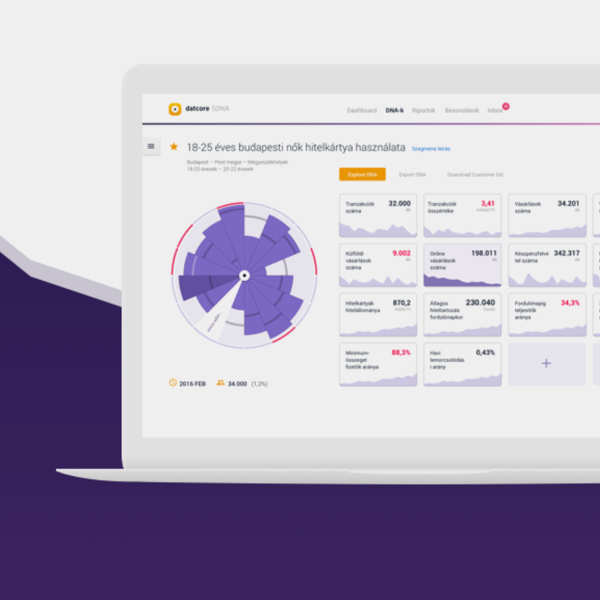 datcore SDNA
Dashboard DNA-k Riportok Besorolások Inbox
18-25 éves budapesti nők hitelkártya használata Szegmens leírás
Budapest — Pest megye — Megyeszékhelyek
18-25 évesek — 20-22 évesek
Explore DNA Export DNA Download Customer list
Tranzakciók száma 32.000
Tranzakciók összértéke 3,41
Vásárlások száma 34.201
Külföldi vásárlások száma 9.002
Online vásárlások száma 198.011
Készpénzfelvétel száma 342.317
Hitelkártyák hitelállománya 870,2
Átlagos hiteltartozás fordulónapkor 230.040
Fordulónapig teljesítők aránya 34,3%
Minimum összeget fizetők aránya 88,3%
Havi lemorzsolódási arány 0,43%
+
2016 FEB 34.000 (1,2%)